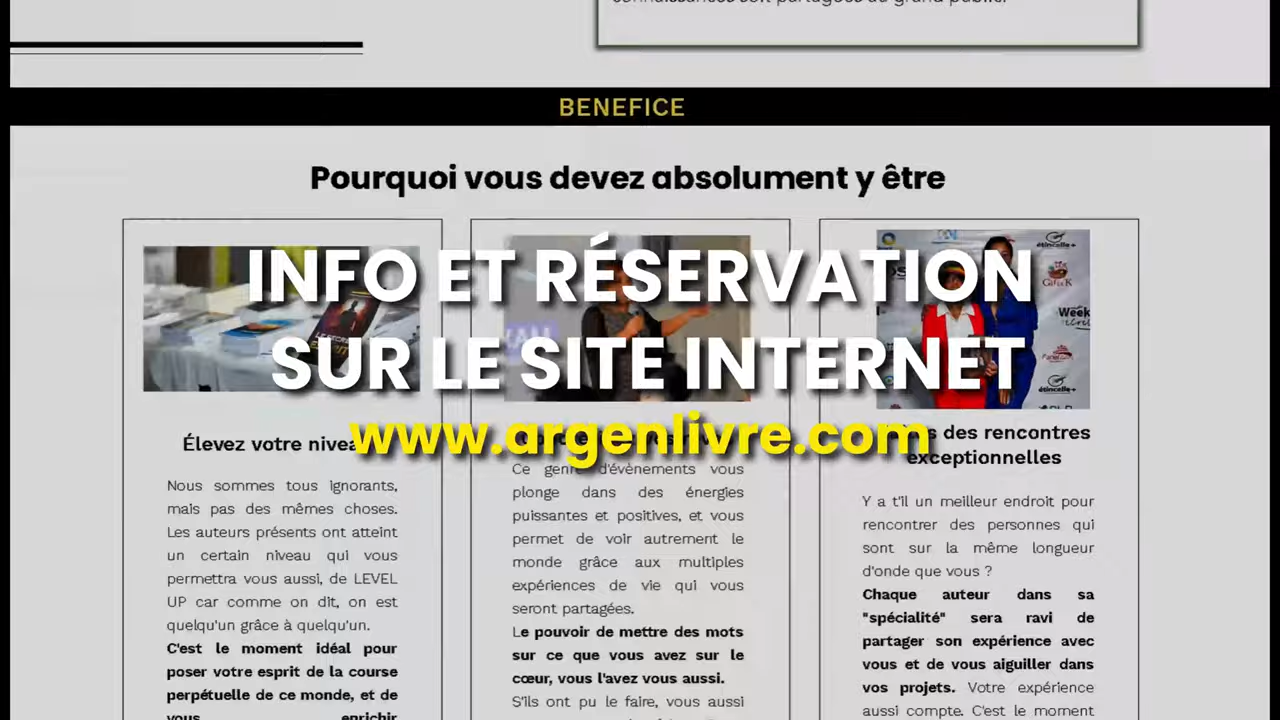 connaissances soit partagées au grand public.
BENEFICE
Pourquoi vous devez absolument y être
INFO ET RÉSERVATION
SUR LE SITE INTERNET
www.argenlivre.com
étincelle+
GREEK
Week
étincelle+
Élevez votre
Nous sommes tous ignorants,
mais pas des mêmes choses.
Les auteurs présents ont atteint
un certain niveau qui vous
permettra vous aussi, de LEVEL
UP car comme on dit, on est
quelqu'un grâce à quelqu'un.
C'est le moment idéal pour
poser votre esprit de la course
perpétuelle de ce monde, et de
vous enrichir
Ce genre d'évènements vous
plonge dans des énergies
puissantes et positives, et vous
permet de voir autrement le
monde grâce aux multiples
expériences de vie qui vous
seront partagées.
Le pouvoir de mettre des mots
sur ce que vous avez sur le
cœur, vous l'avez vous aussi.
S'ils ont pu le faire, vous aussi
des rencontres
exceptionnelles
Y a t'il un meilleur endroit pour
rencontrer des personnes qui
sont sur la même longueur
d'onde que vous ?
Chaque auteur dans sa
"spécialité" sera ravi de
partager son expérience avec
vous et de vous aiguiller dans
vos projets. Votre expérience
aussi compte. C'est le moment